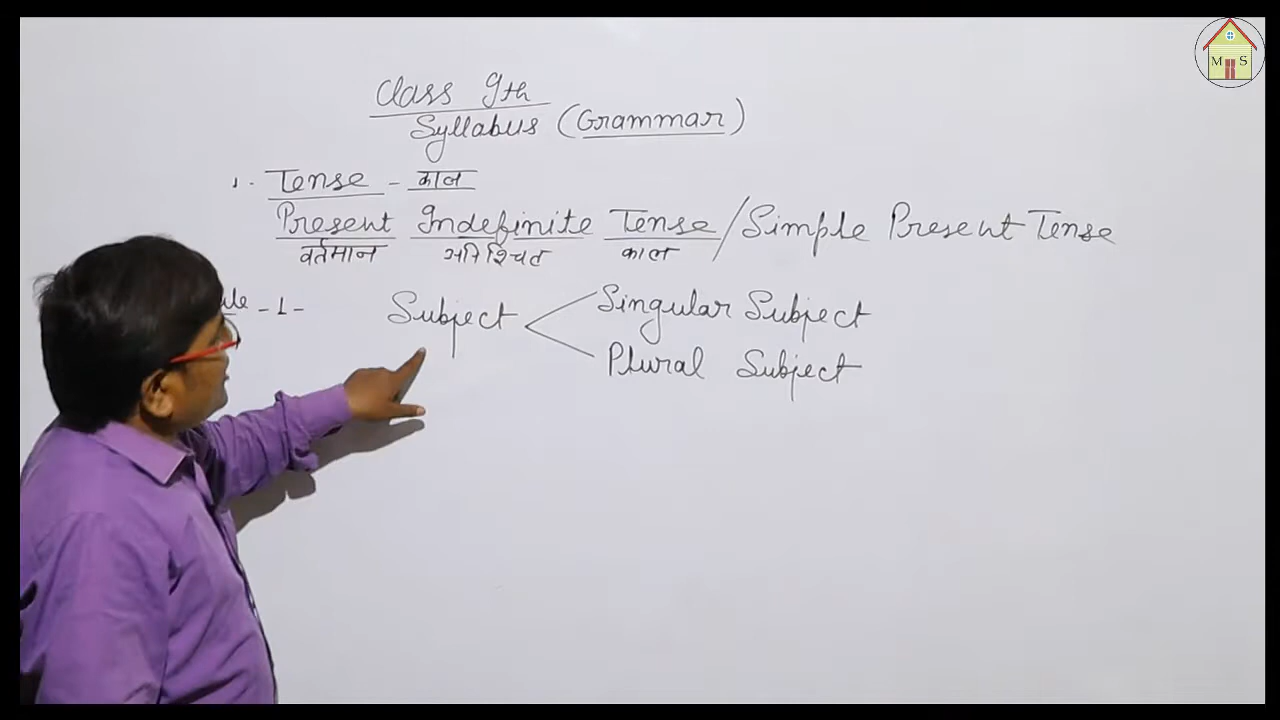 Class 9th
Syllabus (Grammar)
1. Tense - काल
Present Indefinite Tense / Simple Present Tense
वर्तमान अनिश्चित काल
-1- Subject Singular Subject
Plural Subject
M S